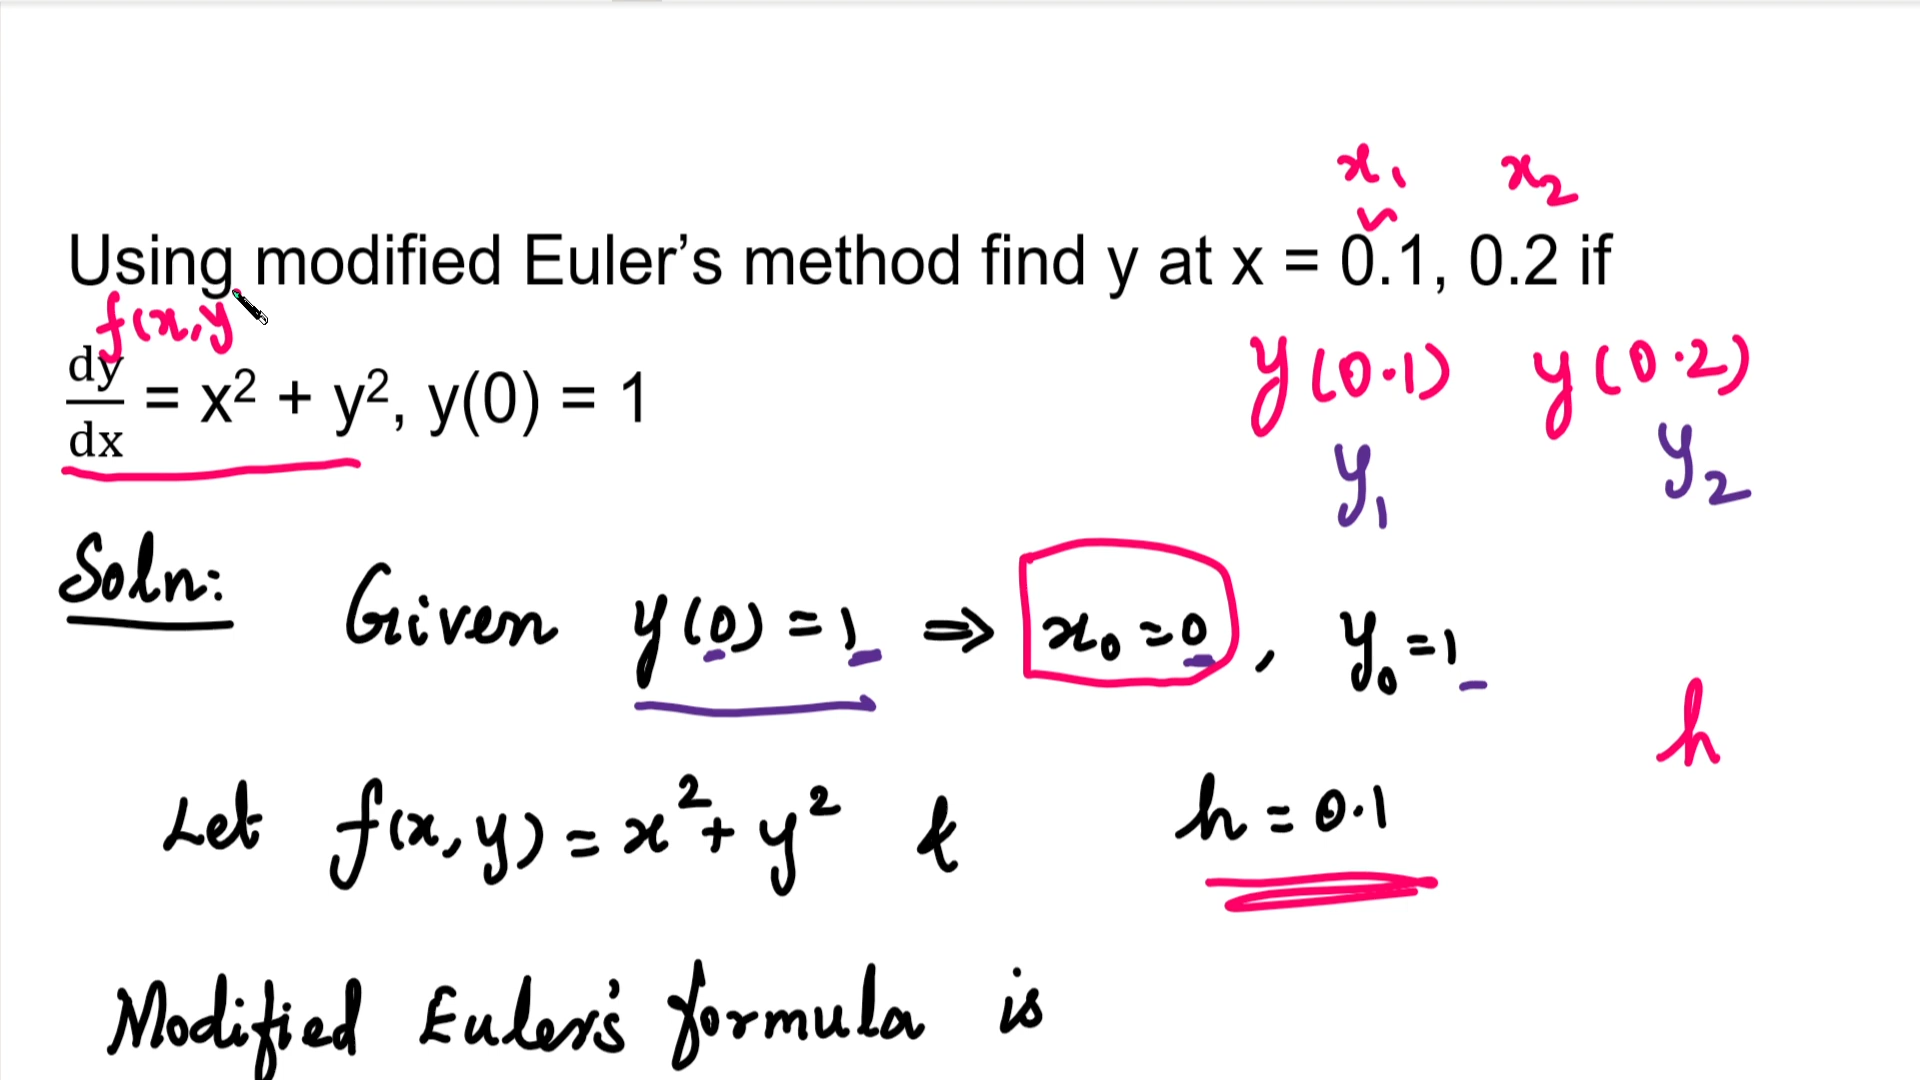 x₁ x₂
Using modified Euler’s method find y at x = 0.1, 0.2 if
f(x,y
dy/dx = x² + y², y(0) = 1
y(0.1) y(0.2)
y₁ y₂
Soln: Given y(0) = 1 ⇒ x₀ = 0, y₀ = 1
h
Let f(x, y) = x² + y² & h = 0.1
Modified Euler's formula is